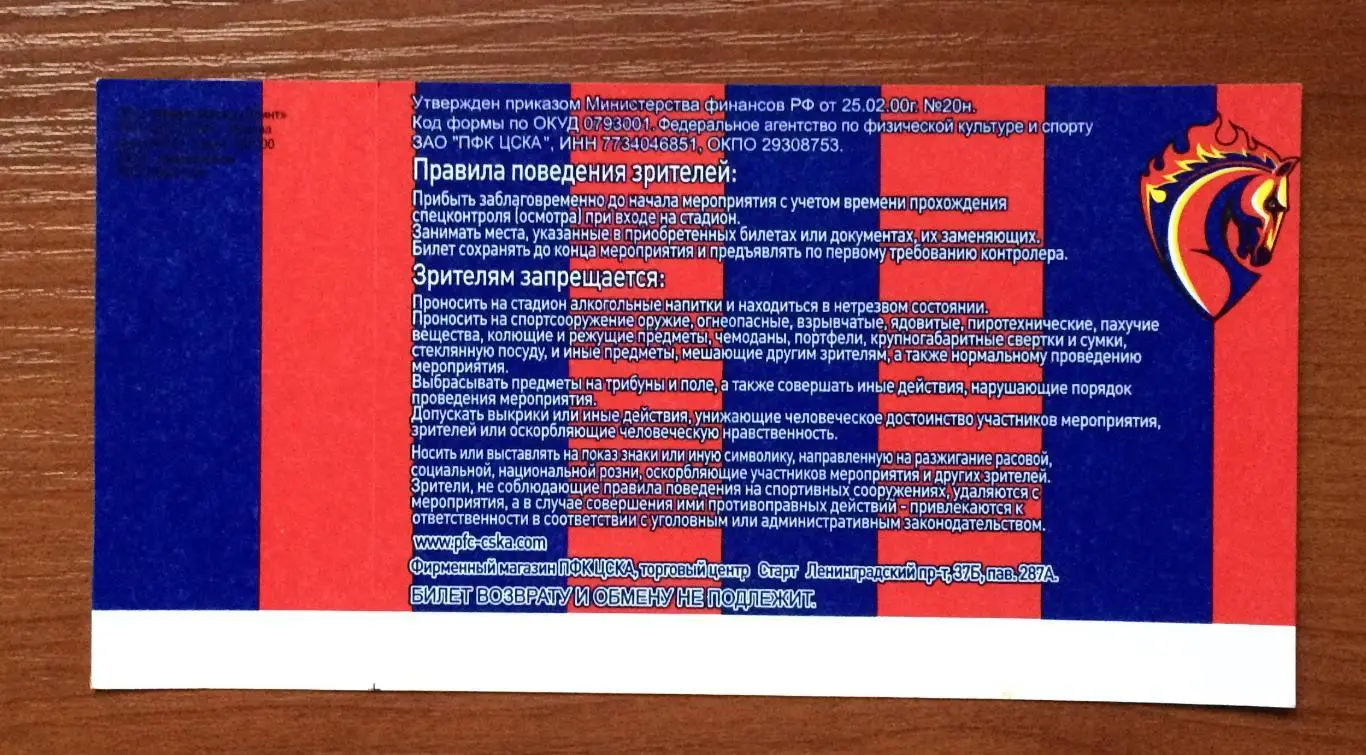 Утвержден приказом Министерства финансов РФ от 25.02.00г. №20н.
Код формы по ОКУД 0793001. Федеральное агентство по физической культуре и спорту
ЗАО "ПФК ЦСКА", ИНН 7734046851, ОКПО 29308753.
Правила поведения зрителей:
Прибыть заблаговременно до начала мероприятия с учетом времени прохождения
спецконтроля (осмотра) при входе на стадион.
Занимать места, указанные в приобретенных билетах или документах, их заменяющих.
Билет сохранять до конца мероприятия и предъявлять по первому требованию контролера.
Зрителям запрещается:
Проносить на стадион алкогольные напитки и находиться в нетрезвом состоянии.
Проносить на спортсооружение оружие, огнеопасные, взрывчатые, ядовитые, пиротехнические, пахучие
вещества, колющие и режущие предметы, чемоданы, портфели, крупногабаритные свертки и сумки,
стеклянную посуду, и иные предметы, мешающие другим зрителям, а также нормальному проведению
мероприятия.
Выбрасывать предметы на трибуны и поле, а также совершать иные действия, нарушающие порядок
проведения мероприятия.
Допускать выкрики или иные действия, унижающие человеческое достоинство участников мероприятия,
зрителей или оскорбляющие человеческую нравственность.
Носить или выставлять на показ знаки или иную символику, направленную на разжигание расовой,
социальной, национальной розни, оскорбляющие участников мероприятия и других зрителей.
Зрители, не соблюдающие правила поведения на спортивных сооружениях, удаляются с
мероприятия, а в случае совершения ими противоправных действий - привлекаются к
ответственности в соответствии с уголовным или административным законодательством.
www.pfc-cska.com
Фирменный магазин ПФК ЦСКА, торговый центр Старт Ленинградский пр-т, 37Б, пав. 287А.
БИЛЕТ ВОЗВРАТУ И ОБМЕНУ НЕ ПОДЛЕЖИТ.